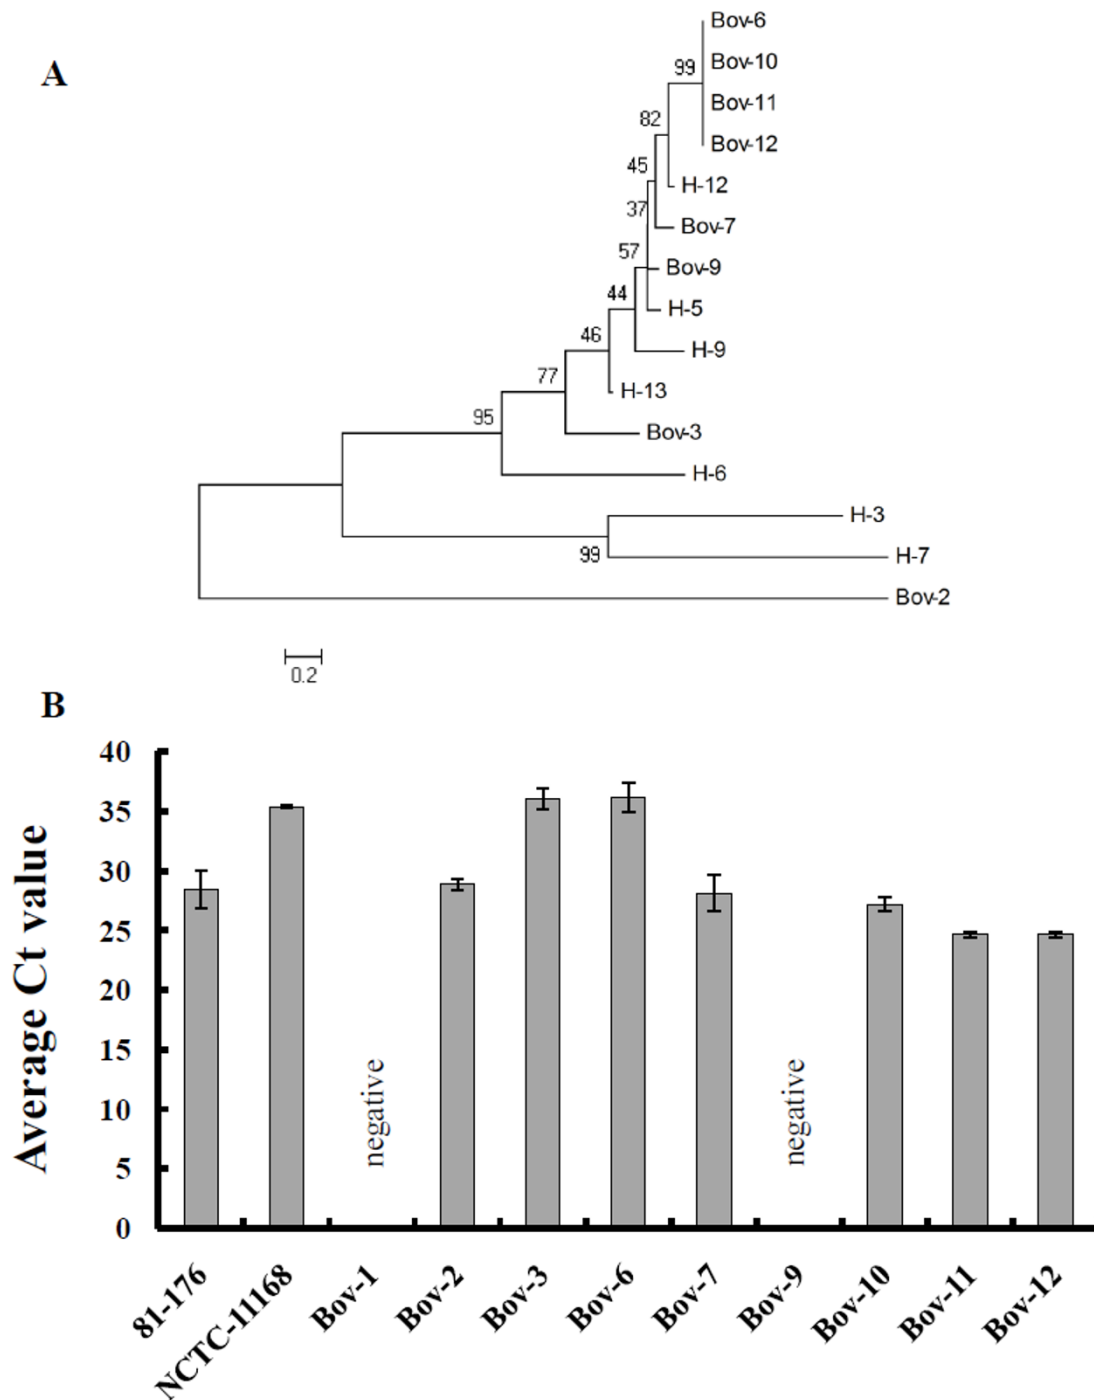 A
Bov-6
Bov-10
99
Bov-11
82
Bov-12
45
H-12
37
Bov-7
57
Bov-9
44
H-5
46
H-9
77
H-13
95
Bov-3
H-6
H-3
99
H-7
Bov-2
0.2
B
Average Ct value
40
35
30
25
20
15
10
5
0
negative
negative
81-176
NCTC-11168
Bov-1
Bov-2
Bov-3
Bov-6
Bov-7
Bov-9
Bov-10
Bov-11
Bov-12